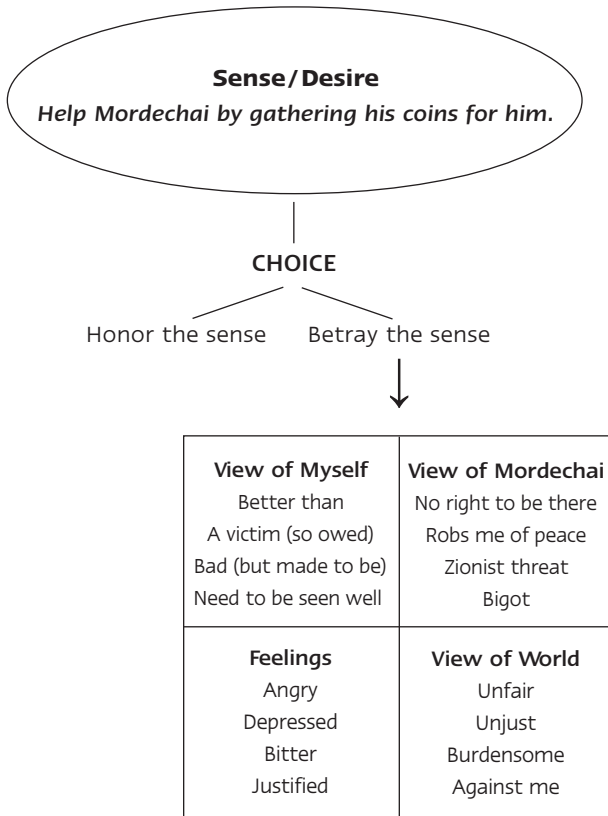 Sense/Desire
Help Mordechai by gathering his coins for him.
CHOICE
Honor the sense
Betray the sense
View of Myself
Better than
A victim (so owed)
Bad (but made to be)
Need to be seen well
View of Mordechai
No right to be there
Robs me of peace
Zionist threat
Bigot
Feelings
Angry
Depressed
Bitter
Justified
View of World
Unfair
Unjust
Burdensome
Against me